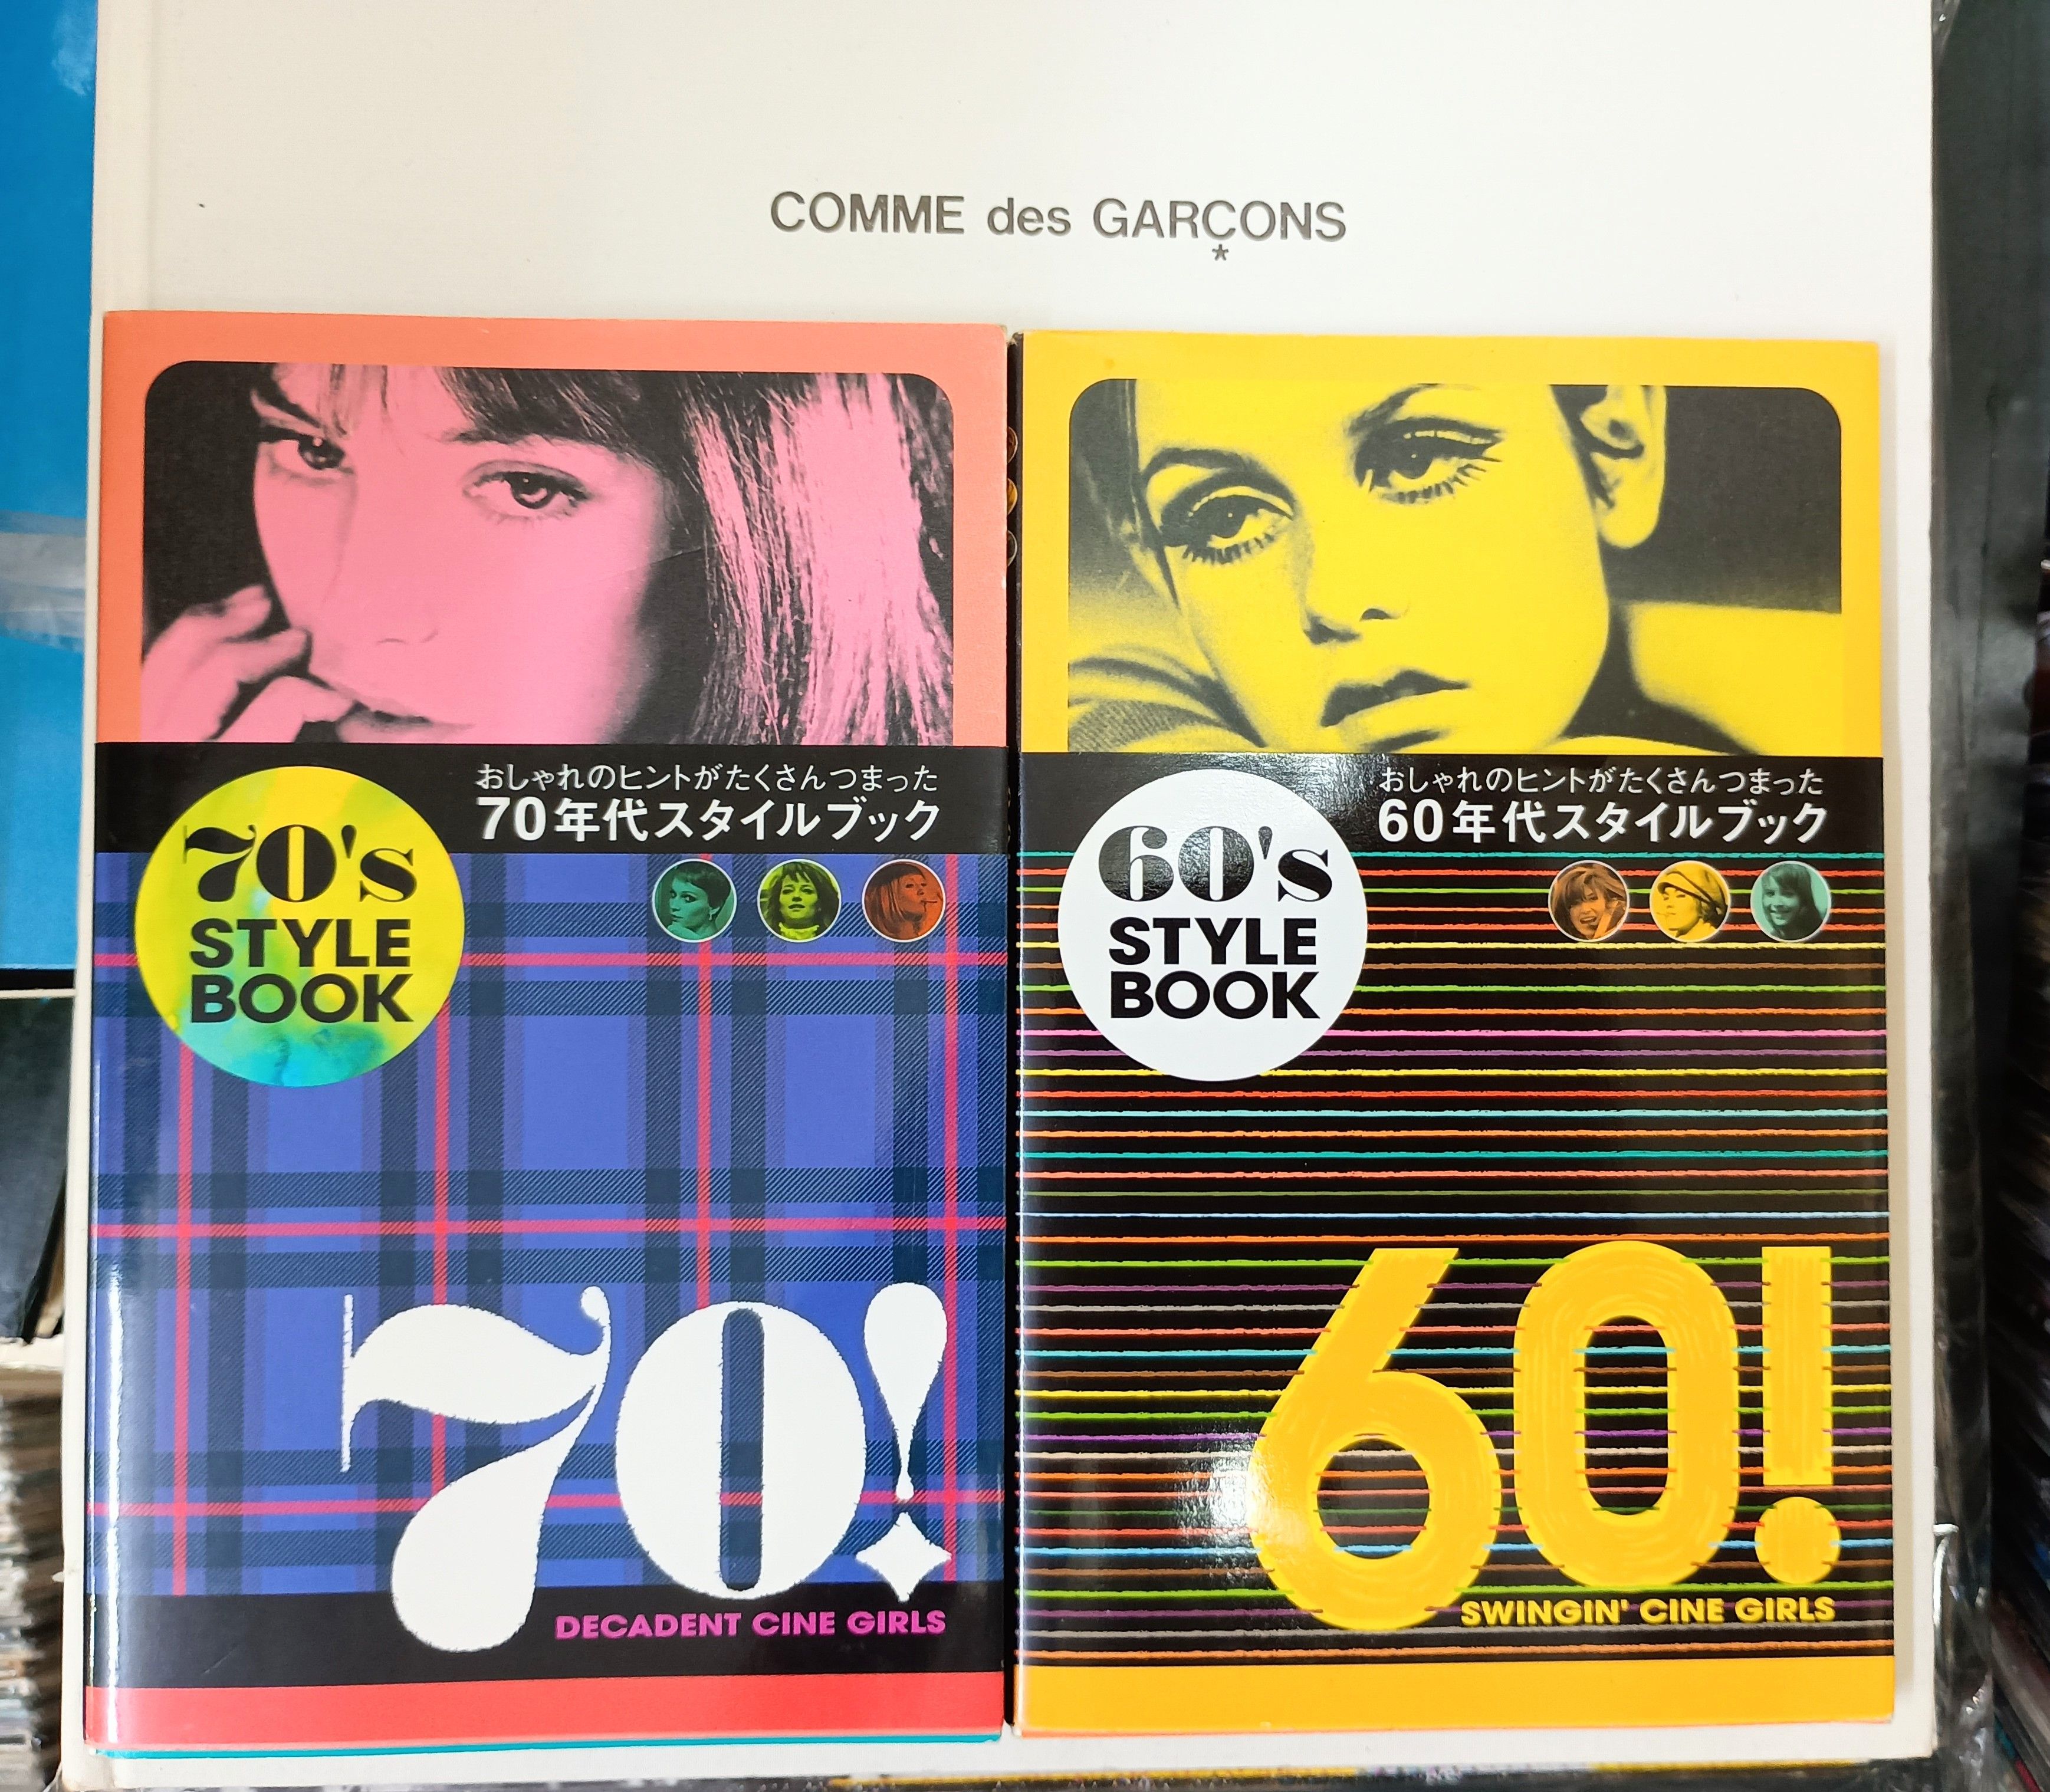 COMME des GARÇONS
*
おしゃれのヒントがたくさんつまった
70年代スタイルブック
70's
STYLE
BOOK
70!
DECADENT CINE GIRLS
おしゃれのヒントがたくさんつまった
60年代スタイルブック
60's
STYLE
BOOK
60!
SWINGIN' CINE GIRLS